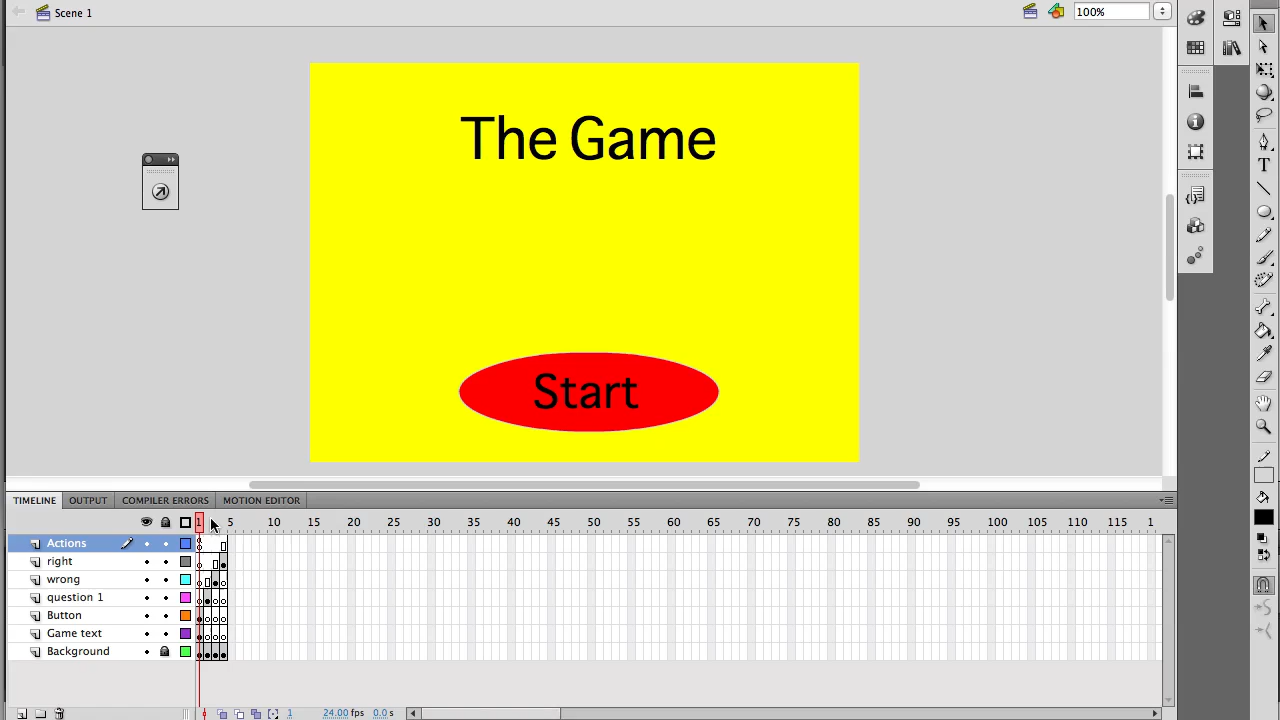 Scene 1
100%
The Game
Start
TIMELINE OUTPUT COMPILER ERRORS MOTION EDITOR
1 5 10 15 20 25 30 35 40 45 50 55 60 65 70 75 80 85 90 95 100 105 110 115 1
Actions
right
wrong
question 1
Button
Game text
Background
1 24.00 fps 0.0 s